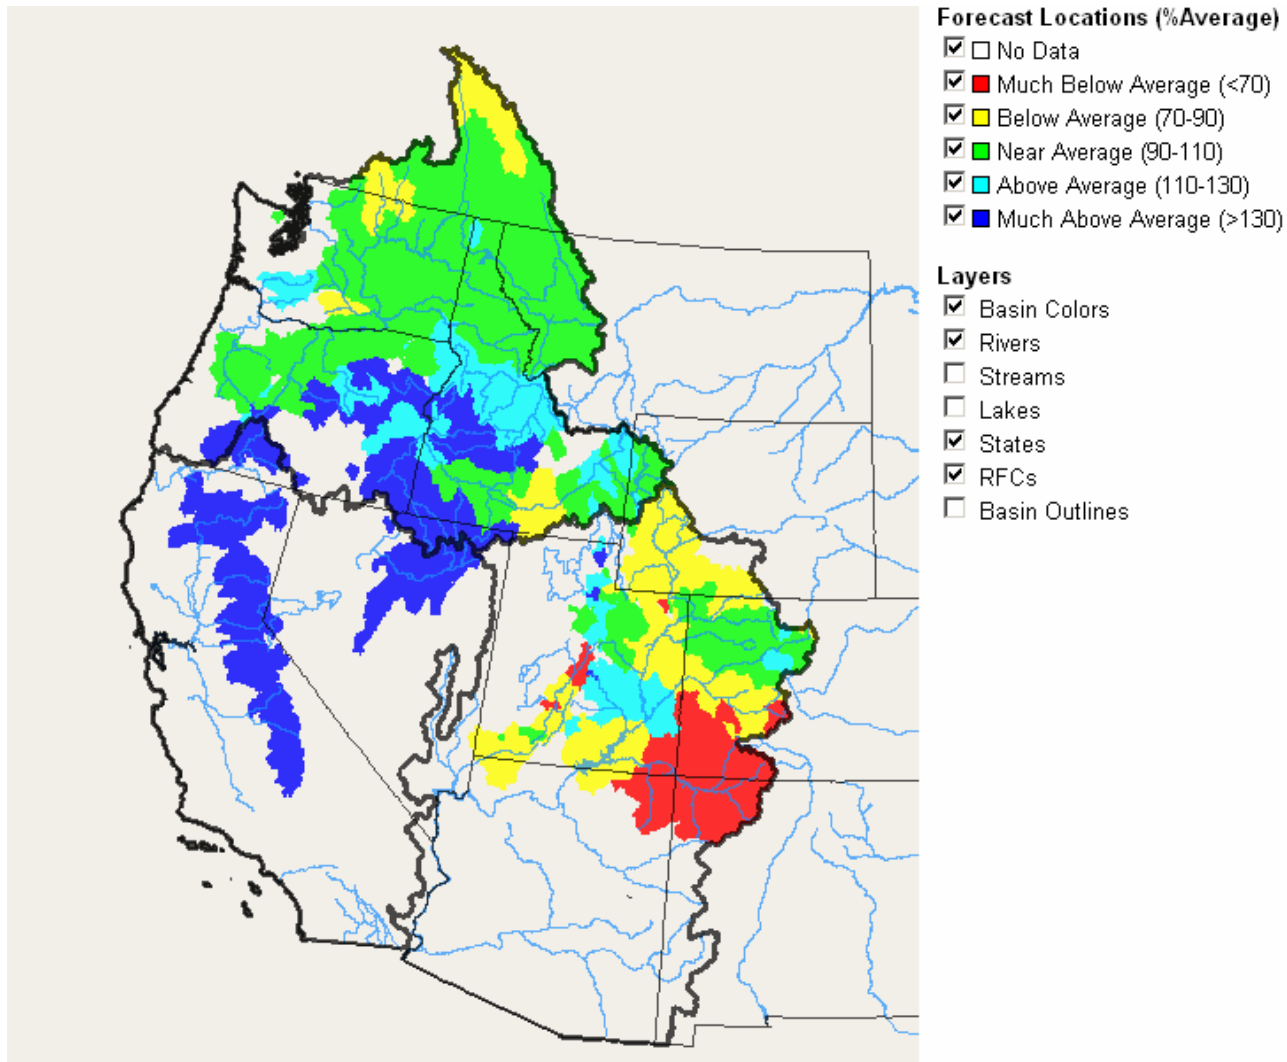 Forecast Locations (%Average)
No Data
Much Below Average (<70)
Below Average (70-90)
Near Average (90-110)
Above Average (110-130)
Much Above Average (>130)
Layers
Basin Colors
Rivers
Streams
Lakes
States
RFCs
Basin Outlines